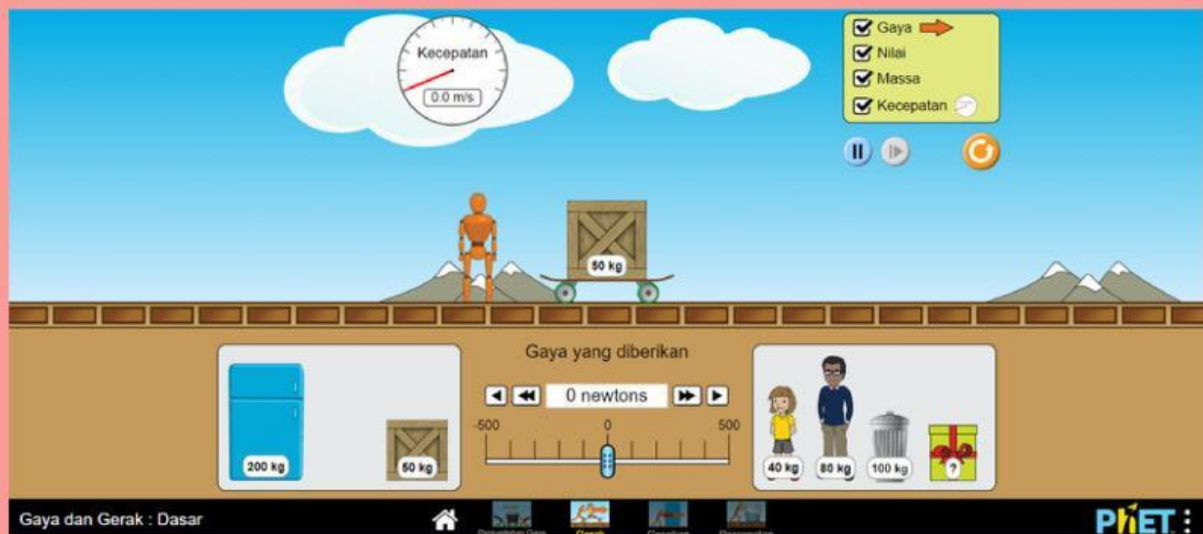 Kecepatan
0.0 m/s
Gaya
Nilai
Massa
Kecepatan
50 kg
Gaya yang diberikan
0 newtons
-500 0 500
200 kg
50 kg
40 kg
80 kg
100 kg
?
Gaya dan Gerak : Dasar
Gerak
PhET